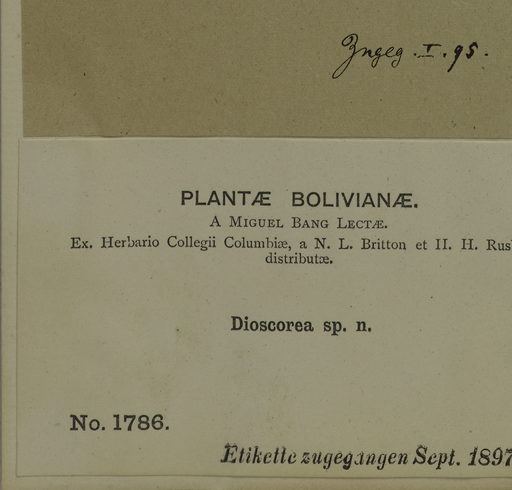 Zngeg. I. 95.
PLANTÆ BOLIVIANÆ.
A MIGUEL BANG LECTÆ.
Ex. Herbario Collegii Columbiæ, a N. L. Britton et H. H. Rus
distributæ.
Dioscorea sp. n.
No. 1786.
Etikette zugegangen Sept. 1897